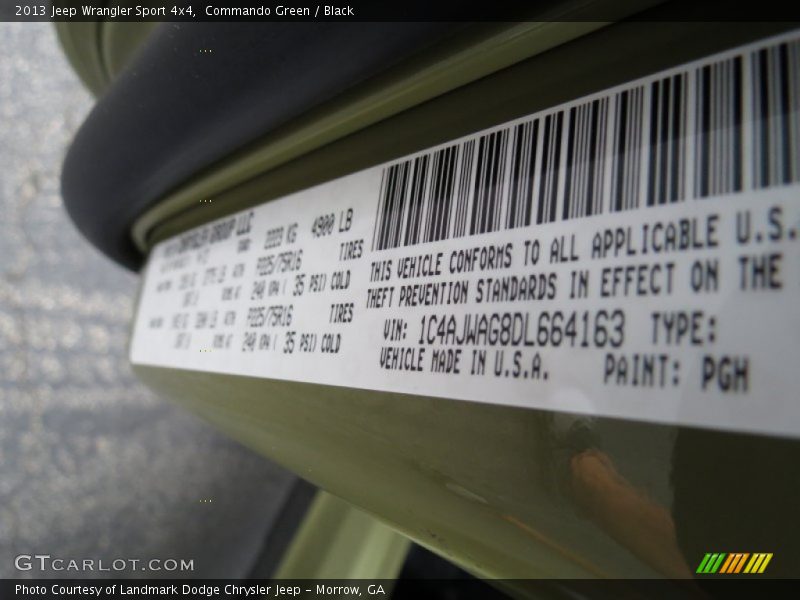 2013 Jeep Wrangler Sport 4x4,  Commando Green / Black
GROUP LLC
2223 KG  4900 LB
TIRES
P225/75R16
240 KPA ( 35 PSI) COLD
TIRES
P225/75R16
240 KPA ( 35 PSI) COLD
THIS VEHICLE CONFORMS TO ALL APPLICABLE U.S.
THEFT PREVENTION STANDARDS IN EFFECT ON THE
VIN: 1C4AJWAG8DL664163  TYPE:
VEHICLE MADE IN U.S.A.  PAINT: PGH
GTCARLOT.COM
Photo Courtesy of Landmark Dodge Chrysler Jeep – Morrow, GA